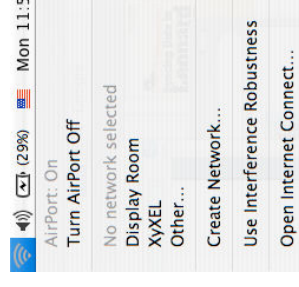 (29%) Mon 11:5
AirPort: On
Turn AirPort Off
No network selected
Display Room
XyXEL
Other...
Create Network...
Use Interference Robustness
Open Internet Connect...